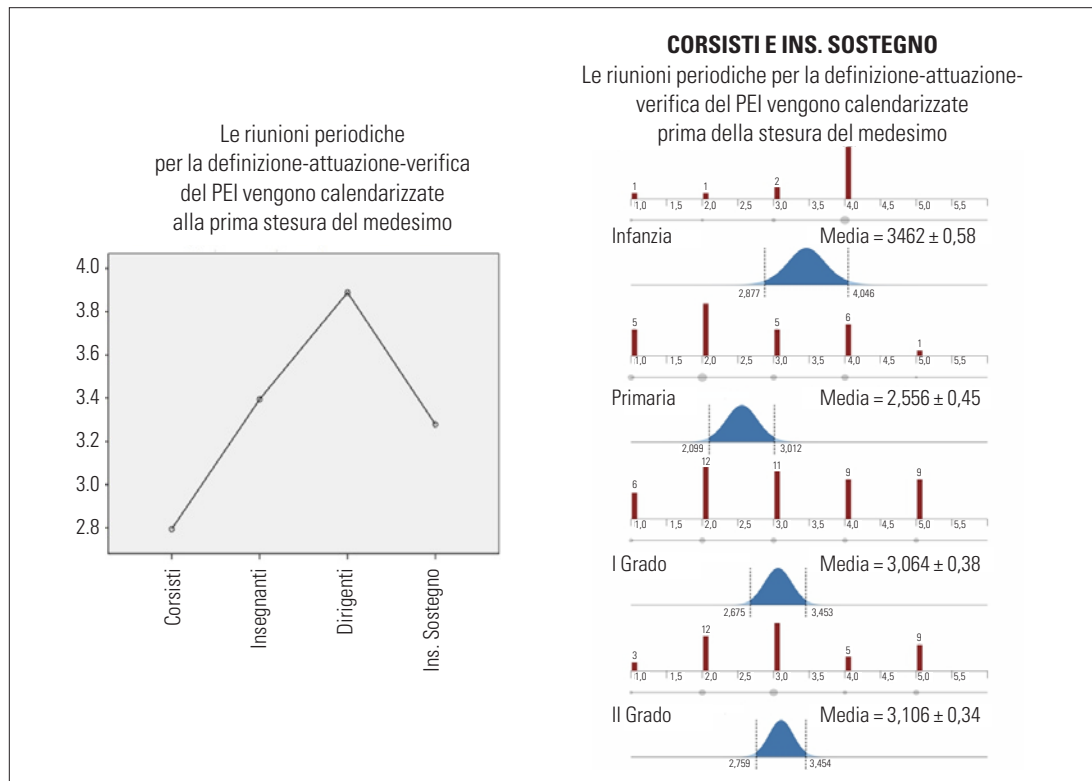 Le riunioni periodiche
per la definizione-attuazione-verifica
del PEI vengono calendarizzate
alla prima stesura del medesimo
4.0
3.8
3.6
3.4
3.2
3.0
2.8
Corsisti
Insegnanti
Dirigenti
Ins. Sostegno
CORSISTI E INS. SOSTEGNO
Le riunioni periodiche per la definizione-attuazione-
verifica del PEI vengono calendarizzate
prima della stesura del medesimo
1 1 2
1,0 1,5 2,0 2,5 3,0 3,5 4,0 4,5 5,0 5,5
Infanzia Media = 3462 ± 0,58
2,877 4,046
5 5 6 1
1,0 1,5 2,0 2,5 3,0 3,5 4,0 4,5 5,0 5,5
Primaria Media = 2,556 ± 0,45
2,099 3,012
6 12 11 9 9
1,0 1,5 2,0 2,5 3,0 3,5 4,0 4,5 5,0 5,5
I Grado Media = 3,064 ± 0,38
2,675 3,453
3 12 5 9
1,0 1,5 2,0 2,5 3,0 3,5 4,0 4,5 5,0 5,5
II Grado Media = 3,106 ± 0,34
2,759 3,454